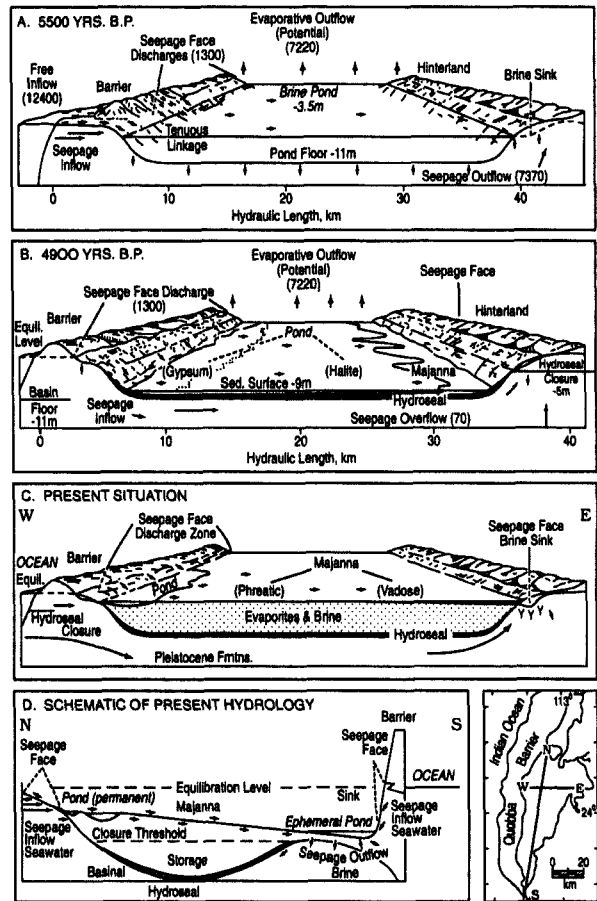 A. 5500 YRS. B.P.
Evaporative Outflow
(Potential)
(7220)
Seepage Face
Discharges (1300)
Free
Inflow
(12400)
Barrier
Hinterland
Brine Sink
Brine Pond
-3.5m
Tenuous
Linkage
Seepage
Inflow
Pond Floor -11m
Seepage Outflow (7370)
0 10 20 30 40
Hydraulic Length, km
B. 4900 YRS. B.P.
Evaporative Outflow
(Potential)
(7220)
Seepage Face
Seepage Face Discharge
(1300)
Barrier
Hinterland
Equil.
Level
Pond
(Gypsum)
(Halite)
Majanna
Hydroseal
Closure
-5m
Sed. Surface -9m
Basin
Floor
-11m
Seepage
Inflow
Hydroseal
Seepage Overflow (70)
0 10 20 30 40
Hydraulic Length, km
C. PRESENT SITUATION
W
E
Seepage Face
Discharge Zone
Seepage Face
Brine Sink
OCEAN
Barrier
Equil.
Majanna
Pond
(Phreatic)
(Vadose)
Hydroseal
Closure
Evaporites & Brine
Hydroseal
Pleistocene Frmtns.
D. SCHEMATIC OF PRESENT HYDROLOGY
N
S
Barrier
Seepage
Face
Seepage
Face
Equilibration Level
Sink
OCEAN
Pond (permanent)
Majanna
Ephemeral Pond
Seepage
Inflow
Seawater
Closure Threshold
Seepage
Inflow
Seawater
Storage
Seepage Outflow
Basinal
Brine
Hydroseal
113°
Indian Ocean
Barrier
Quobba
N
W
E
24°
0 20
km
S